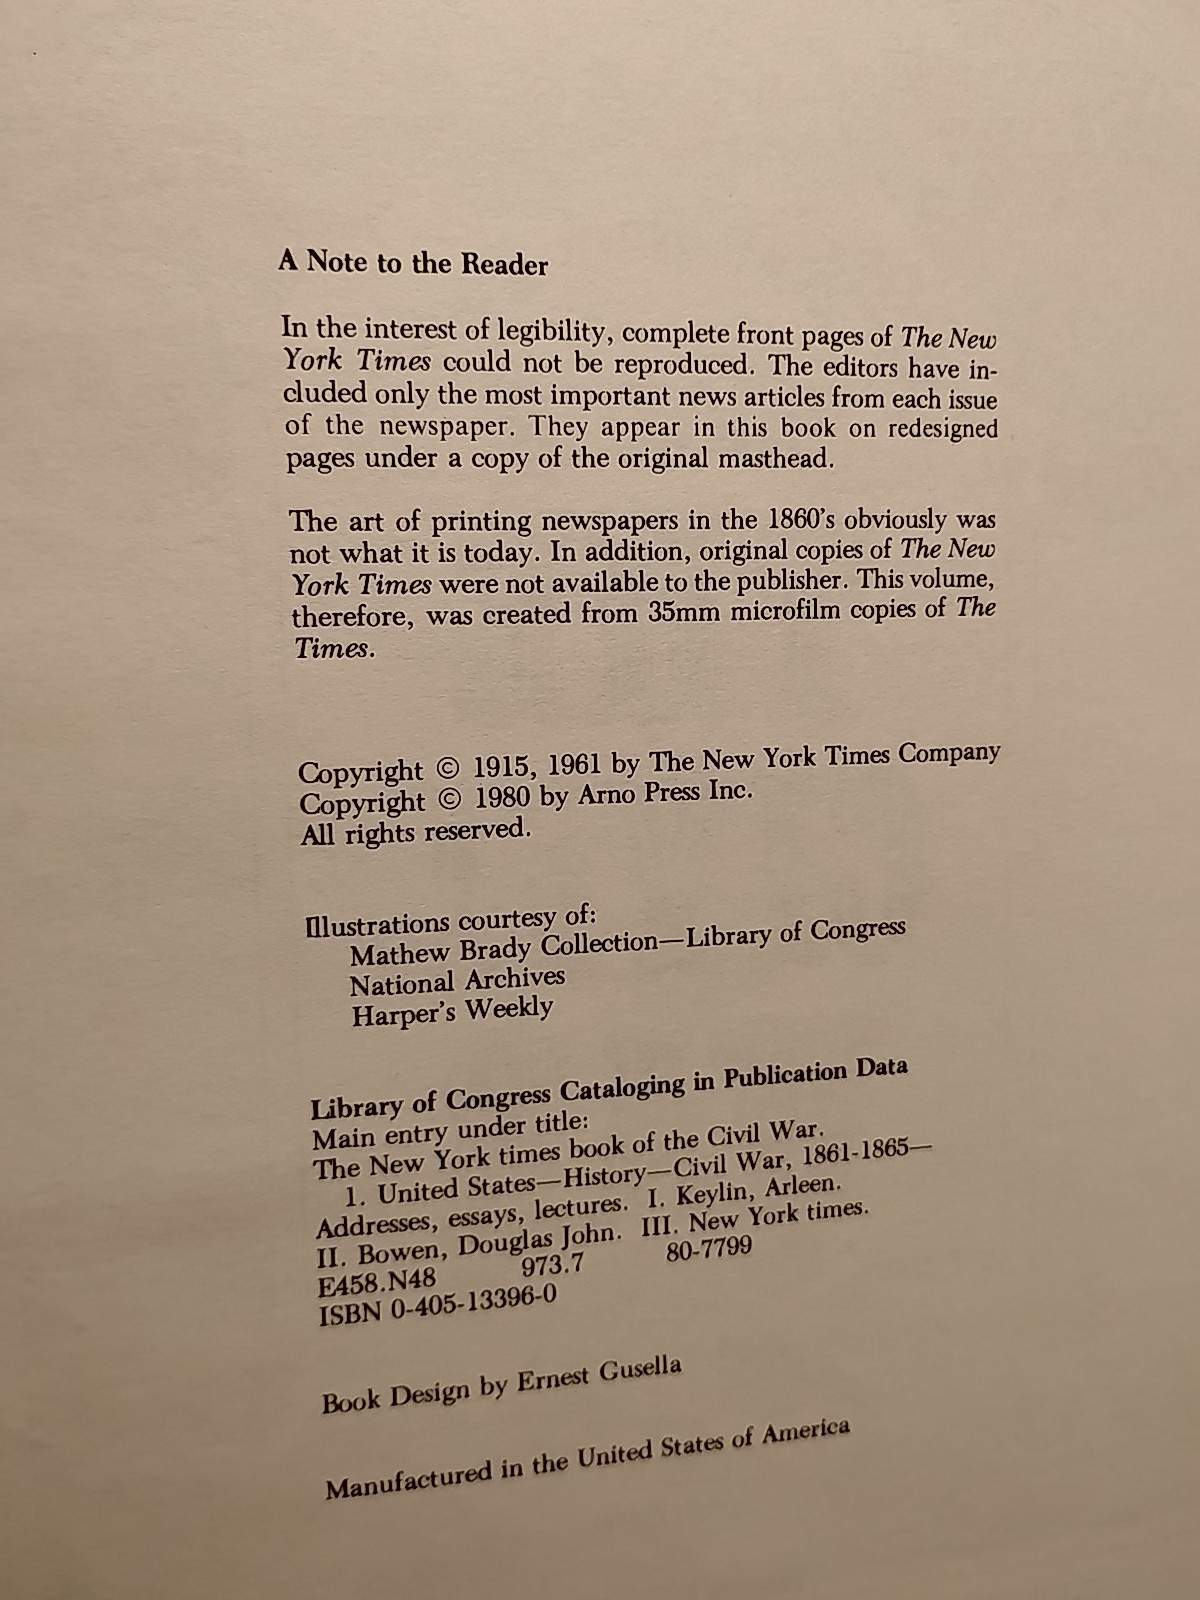 A Note to the Reader
In the interest of legibility, complete front pages of The New
York Times could not be reproduced. The editors have in-
cluded only the most important news articles from each issue
of the newspaper. They appear in this book on redesigned
pages under a copy of the original masthead.
The art of printing newspapers in the 1860's obviously was
not what it is today. In addition, original copies of The New
York Times were not available to the publisher. This volume,
therefore, was created from 35mm microfilm copies of The
Times.
Copyright © 1915, 1961 by The New York Times Company
Copyright © 1980 by Arno Press Inc.
All rights reserved.
Illustrations courtesy of:
Mathew Brady Collection—Library of Congress
National Archives
Harper's Weekly
Library of Congress Cataloging in Publication Data
Main entry under title:
The New York times book of the Civil War.
1. United States—History—Civil War, 1861-1865—
Addresses, essays, lectures. I. Keylin, Arleen.
II. Bowen, Douglas John. III. New York times.
E458.N48 973.7 80-7799
ISBN 0-405-13396-0
Book Design by Ernest Gusella
Manufactured in the United States of America